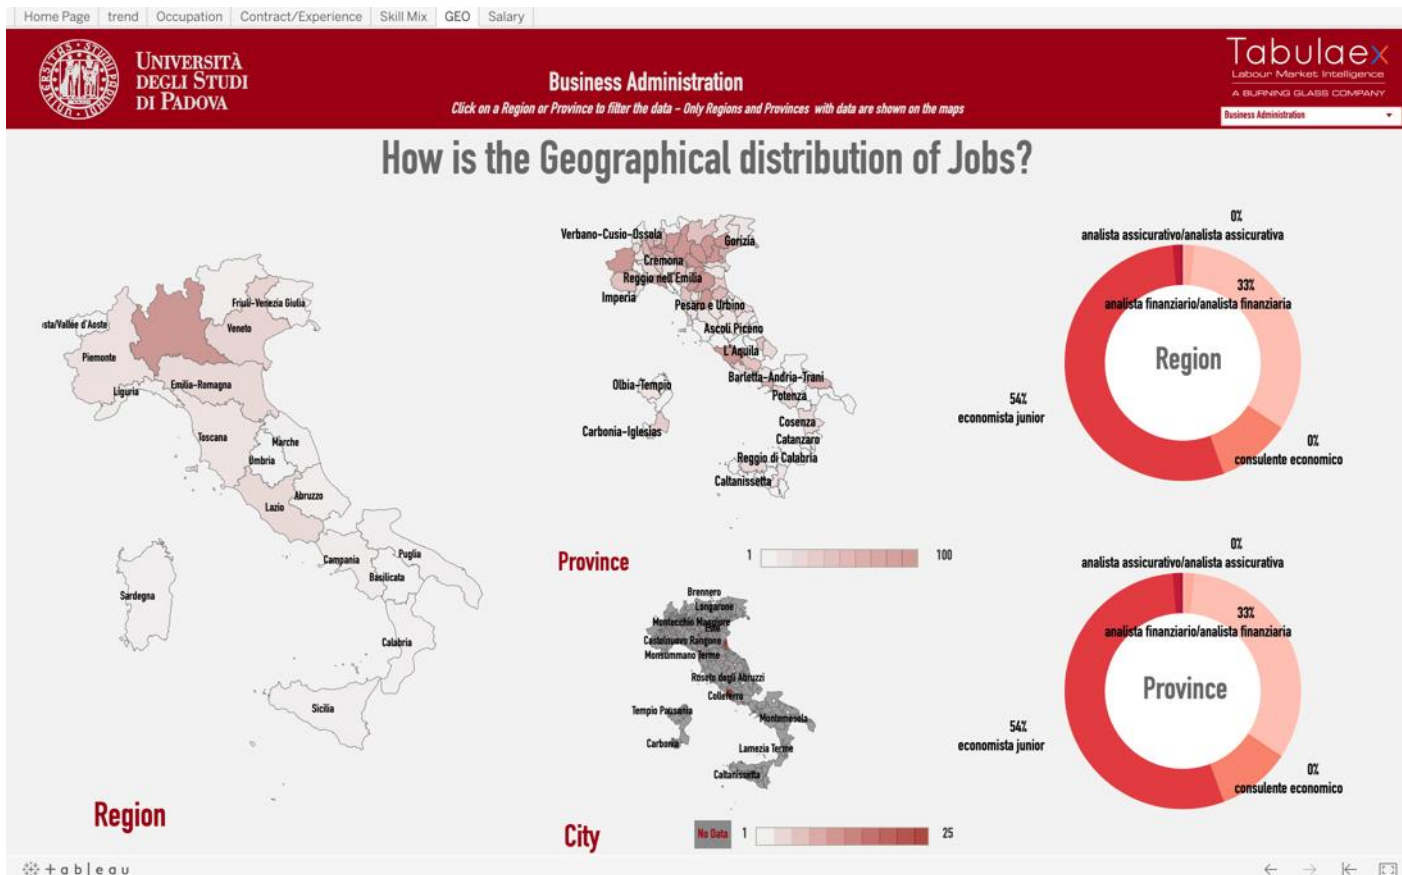 Home Page trend Occupation Contract/Experience Skill Mix GEO Salary
UNIVERSITÀ
DEGLI STUDI
DI PADOVA
Business Administration
Click on a Region or Province to filter the data - Only Regions and Provinces with data are shown on the maps
Tabulaex
Labour Market Intelligence
A BURNING GLASS COMPANY
Business Administration
How is the Geographical distribution of Jobs?
Friuli-Venezia Giulia
sta/Vallée d'Aoste
Veneto
Piemonte
Emilia-Romagna
Liguria
Toscana
Marche
Umbria
Abruzzo
Lazio
Campania
Puglia
Basilicata
Sardegna
Calabria
Sicilia
Region
Verbano-Cusio-Ossola
Gorizia
Cremona
Reggio nell'Emilia
Imperia
Pesaro e Urbino
Ascoli Piceno
L'Aquila
Barletta-Andria-Trani
Olbia-Tempio
Potenza
Cosenza
Carbonia-Iglesias
Catanzaro
Reggio di Calabria
Caltanissetta
Province
1 100
Brennero
Longarone
Montecchio Maggiore
Este
Castelnuovo Rangone
Monsummano Terme
Roseto degli Abruzzi
Colleferro
Tempio Pausania
Montemesola
Carbonia
Lamezia Terme
Caltanissetta
City
No Data 1 25
0%
analista assicurativo/analista assicurativa
33%
analista finanziario/analista finanziaria
Region
54%
economista junior
0%
consulente economico
0%
analista assicurativo/analista assicurativa
33%
analista finanziario/analista finanziaria
Province
54%
economista junior
0%
consulente economico
+ableau